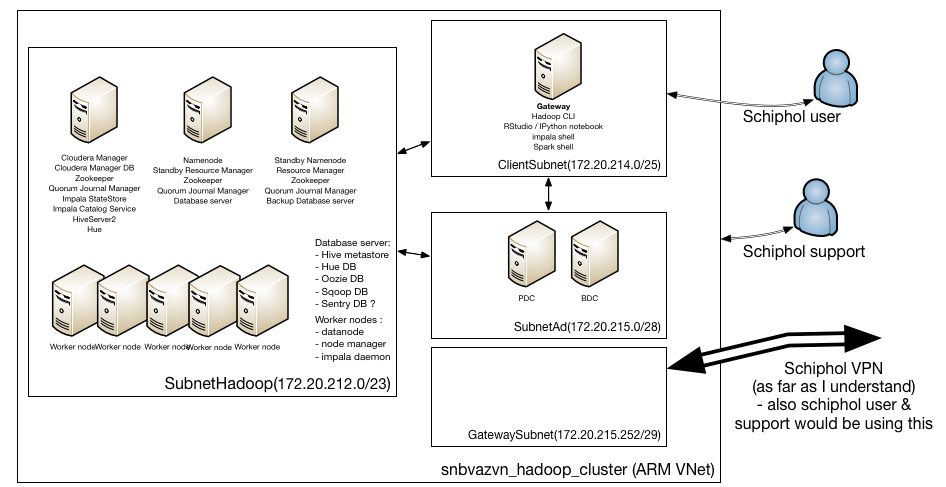 Gateway
Hadoop CLI
RStudio / IPython notebook
impala shell
Spark shell
ClientSubnet(172.20.214.0/25)
Schiphol user
Cloudera Manager
Cloudera Manager DB
Zookeeper
Quorum Journal Manager
Impala StateStore
Impala Catalog Service
HiveServer2
Hue
Namenode
Standby Resource Manager
Zookeeper
Quorum Journal Manager
Database server
Standby Namenode
Resource Manager
Zookeeper
Quorum Journal Manager
Backup Database server
Database server:
- Hive metastore
- Hue DB
- Oozie DB
- Sqoop DB
- Sentry DB ?
Worker nodes :
- datanode
- node manager
- impala daemon
Worker node
Worker node
Worker node
Worker node
Worker node
SubnetHadoop(172.20.212.0/23)
PDC
BDC
SubnetAd(172.20.215.0/28)
Schiphol support
GatewaySubnet(172.20.215.252/29)
Schiphol VPN
(as far as I understand)
- also schiphol user &
support would be using this
snbvazvn_hadoop_cluster (ARM VNet)